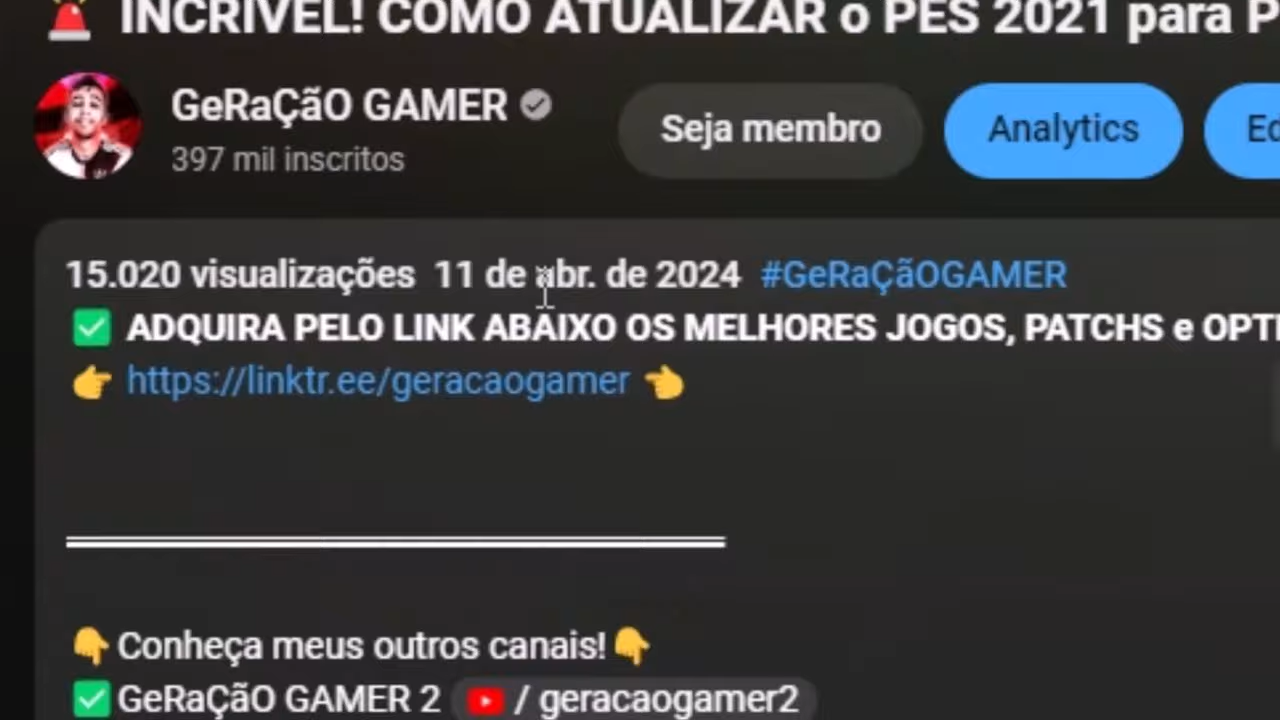 🚨 INCRÍVEL! COMO ATUALIZAR o PES 2021 para P
GeRaÇãO GAMER
397 mil inscritos
Seja membro
Analytics
Ed
15.020 visualizações 11 de abr. de 2024 #GeRaÇãOGAMER
✅ ADQUIRA PELO LINK ABAIXO OS MELHORES JOGOS, PATCHS e OPTI
👉 https://linktr.ee/geracaogamer 👈
👇Conheça meus outros canais!👇
✅GeRaÇãO GAMER 2 / geracaogamer2